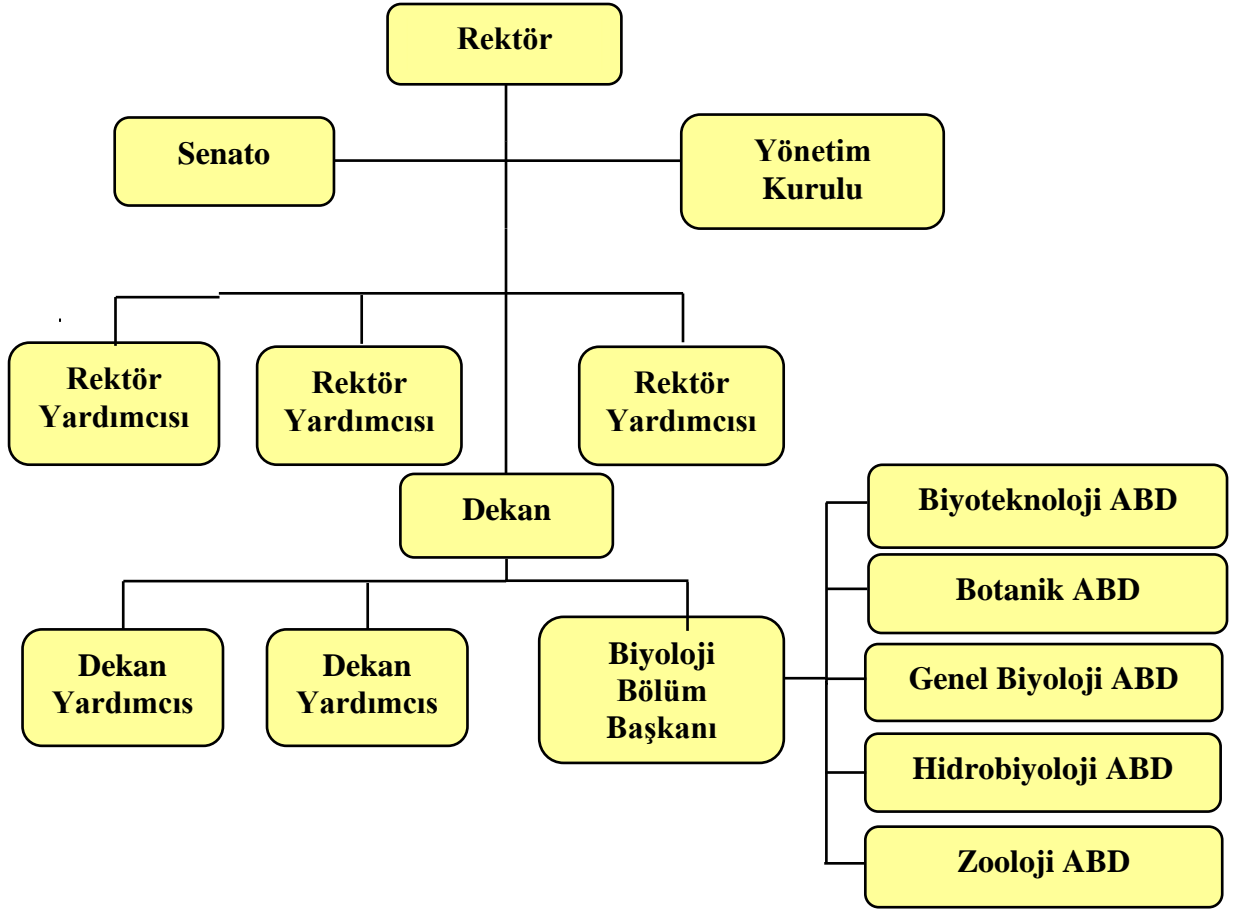 Rektör
Senato
Yönetim
Kurulu
Rektör
Yardımcısı
Rektör
Yardımcısı
Rektör
Yardımcısı
Dekan
Dekan
Yardımcıs
Dekan
Yardımcıs
Biyoloji
Bölüm
Başkanı
Biyoteknoloji ABD
Botanik ABD
Genel Biyoloji ABD
Hidrobiyoloji ABD
Zooloji ABD